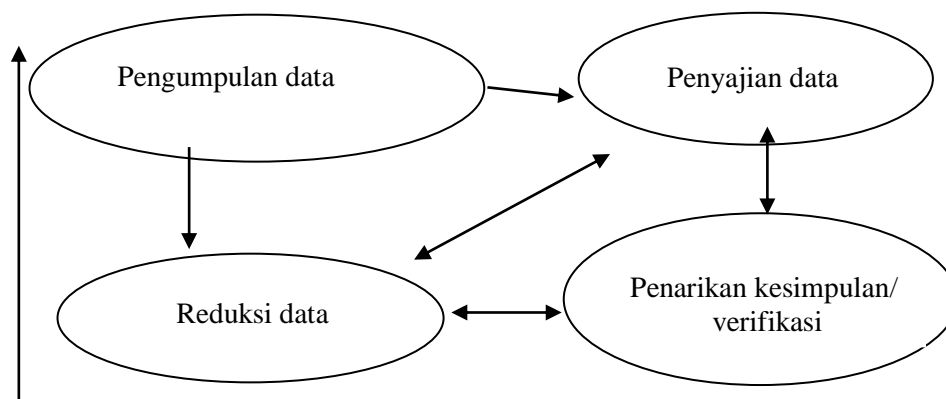 Pengumpulan data
Penyajian data
Reduksi data
Penarikan kesimpulan/
verifikasi